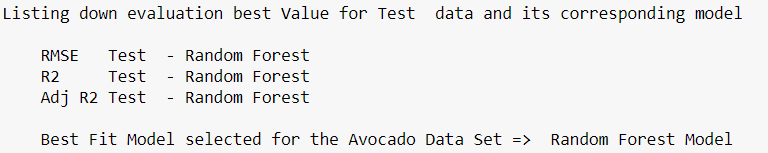 Listing down evaluation best Value for Test  data and its corresponding model
RMSE   Test  - Random Forest
R2     Test  - Random Forest
Adj R2 Test  - Random Forest
Best Fit Model selected for the Avocado Data Set =>  Random Forest Model